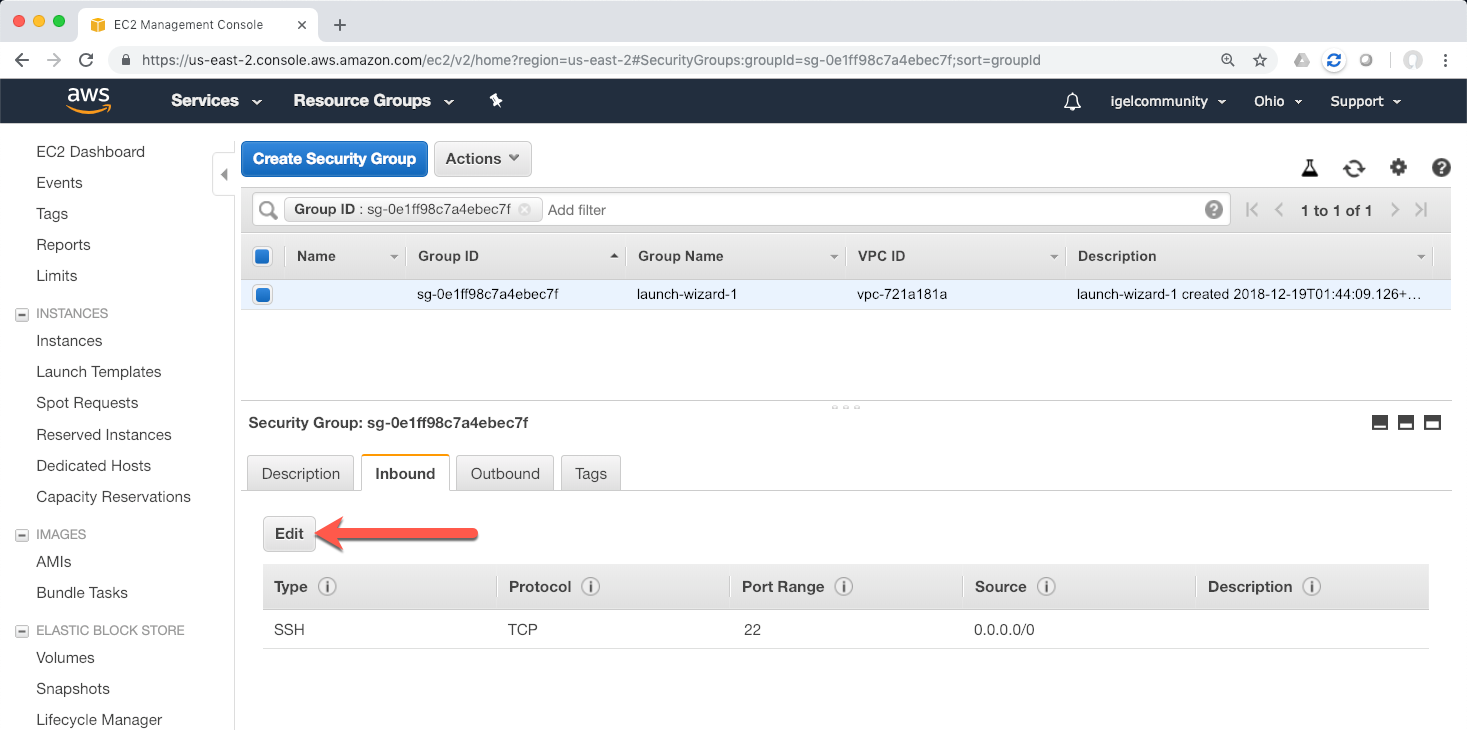 EC2 Management Console
https://us-east-2.console.aws.amazon.com/ec2/v2/home?region=us-east-2#SecurityGroups:groupId=sg-0e1ff98c7a4ebec7f;sort=groupId
aws Services Resource Groups igelcommunity Ohio Support
EC2 Dashboard
Events
Tags
Reports
Limits
INSTANCES
Instances
Launch Templates
Spot Requests
Reserved Instances
Dedicated Hosts
Capacity Reservations
IMAGES
AMIs
Bundle Tasks
ELASTIC BLOCK STORE
Volumes
Snapshots
Lifecycle Manager
Create Security Group Actions
Group ID : sg-0e1ff98c7a4ebec7f Add filter 1 to 1 of 1
Name Group ID Group Name VPC ID Description
sg-0e1ff98c7a4ebec7f launch-wizard-1 vpc-721a181a launch-wizard-1 created 2018-12-19T01:44:09.126+...
Security Group: sg-0e1ff98c7a4ebec7f
Description Inbound Outbound Tags
Edit
Type Protocol Port Range Source Description
SSH TCP 22 0.0.0.0/0